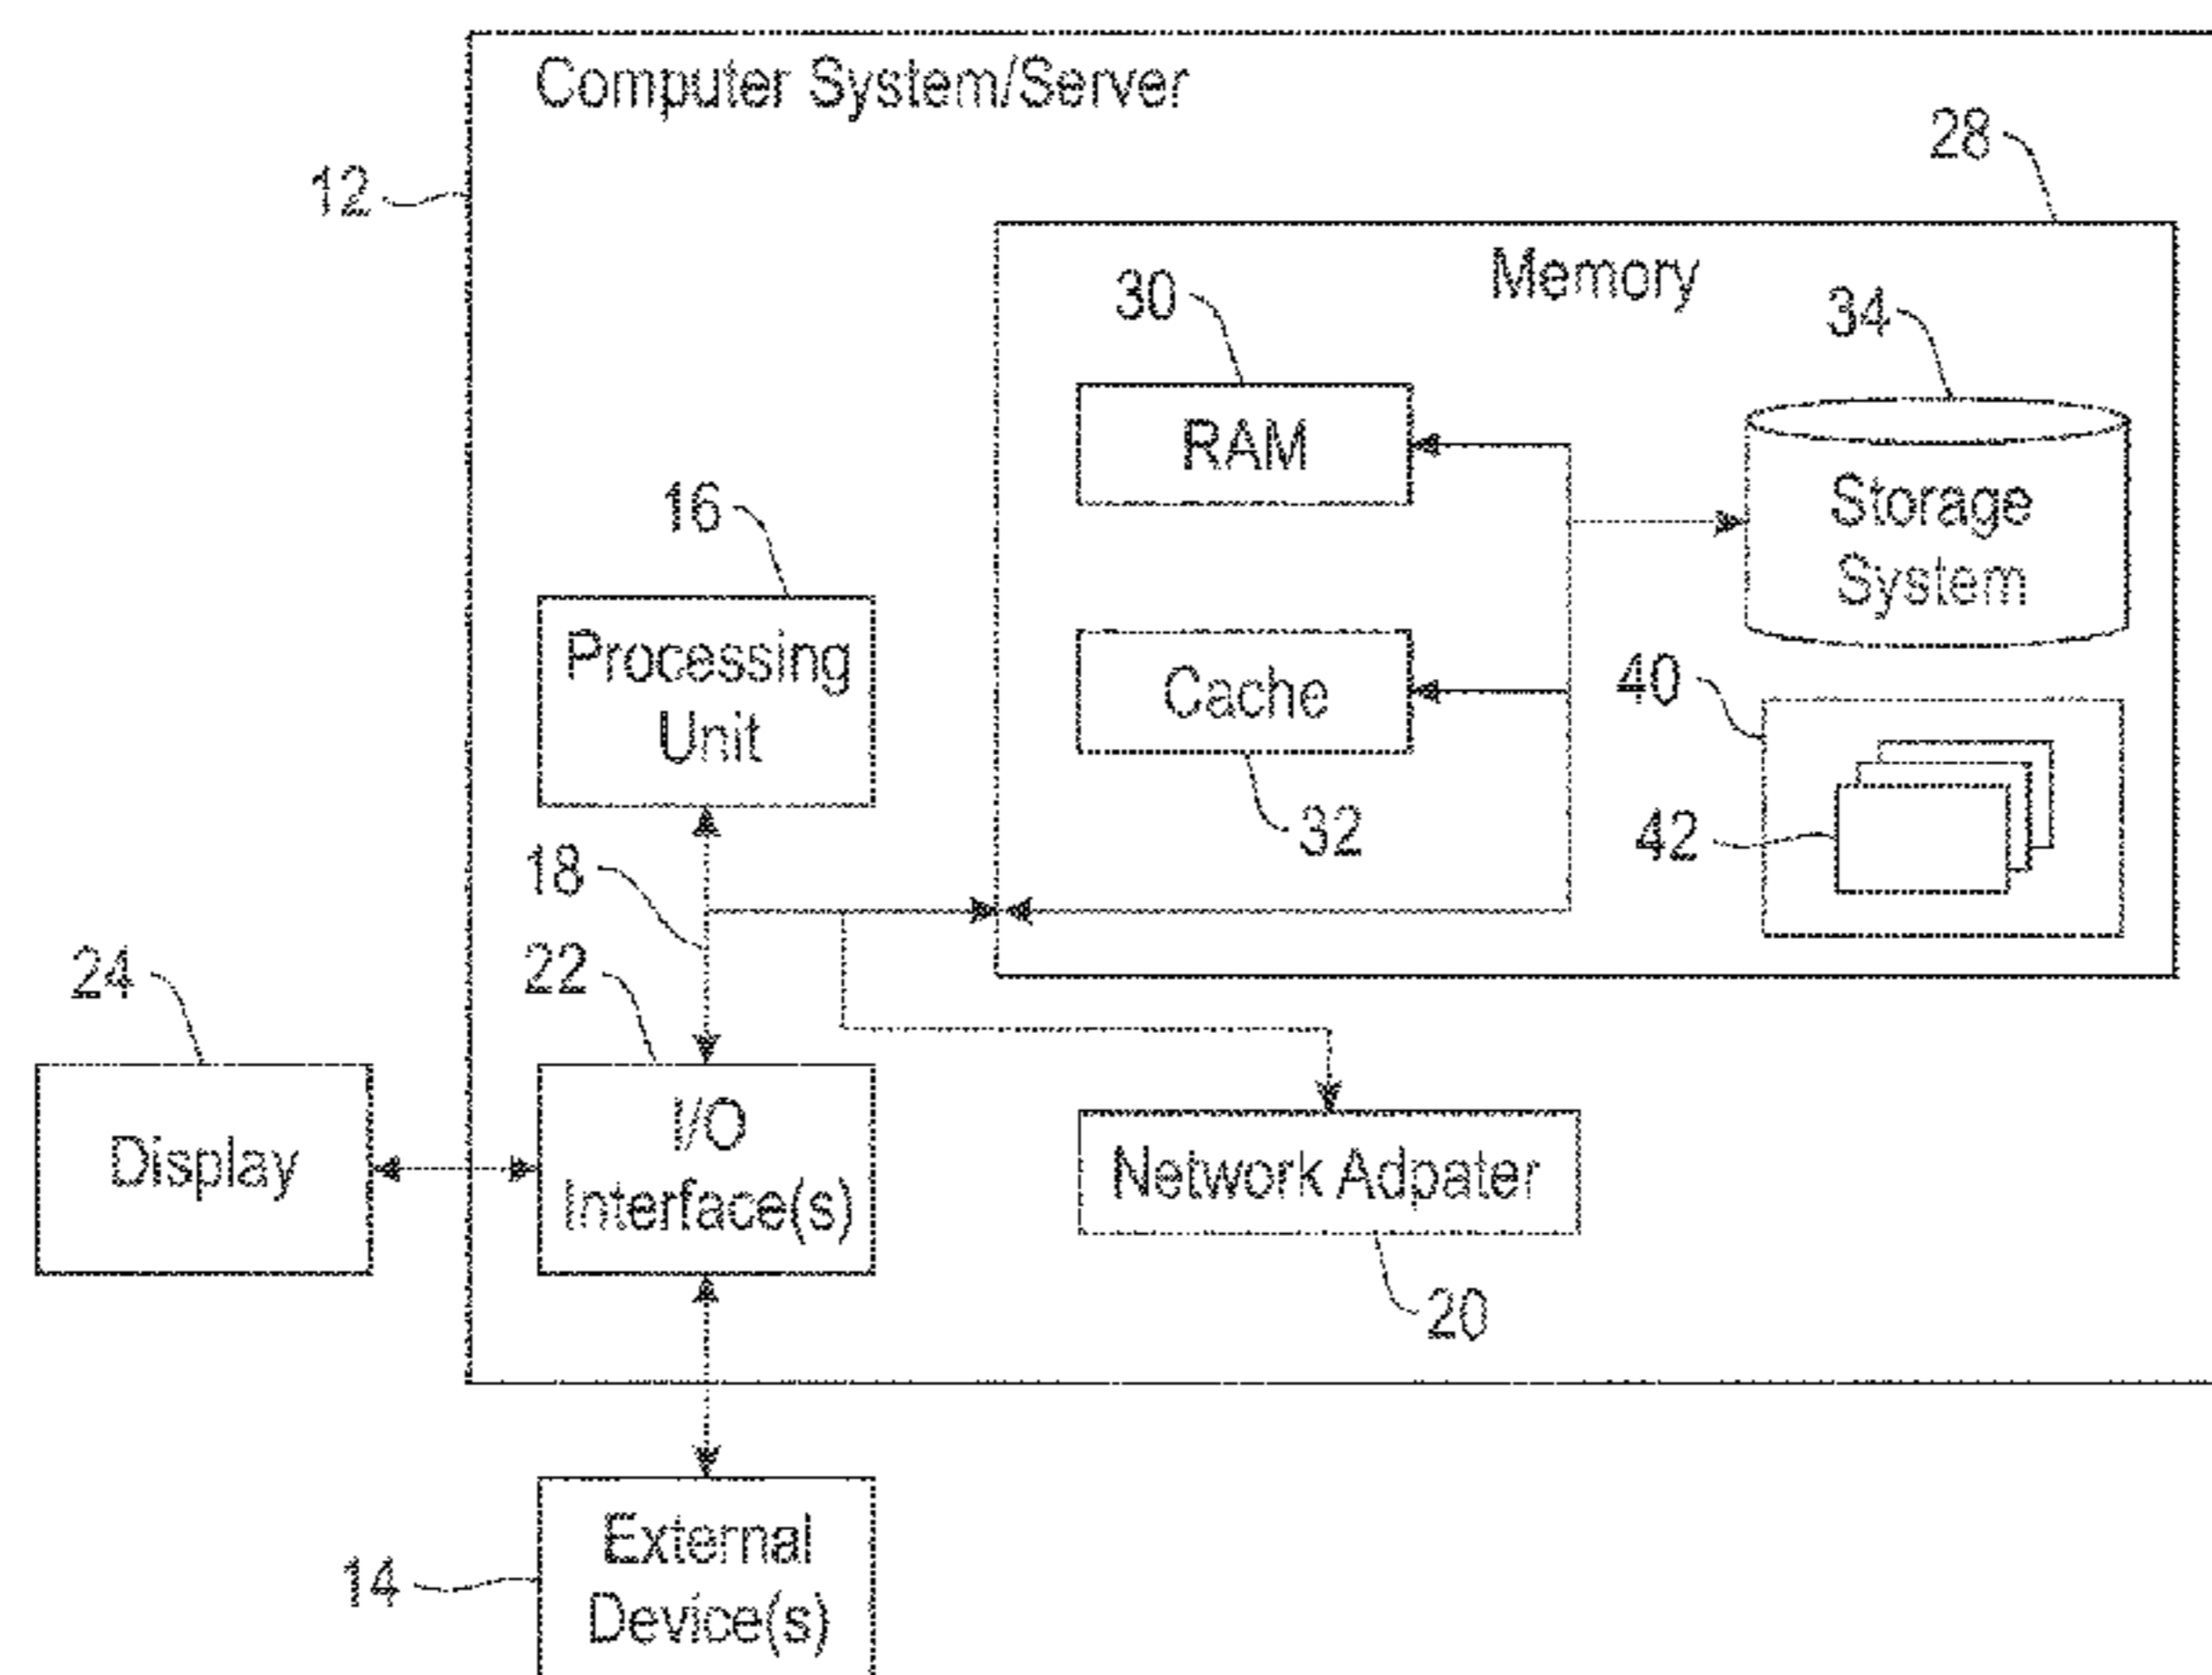 Computer System/Server
28
12
Memory
30
34
RAM
Storage
System
16
Processing
Unit
40
Cache
42
32
18
22
24
I/O
Interface(s)
Display
Network Adpater
20
External
Device(s)
14